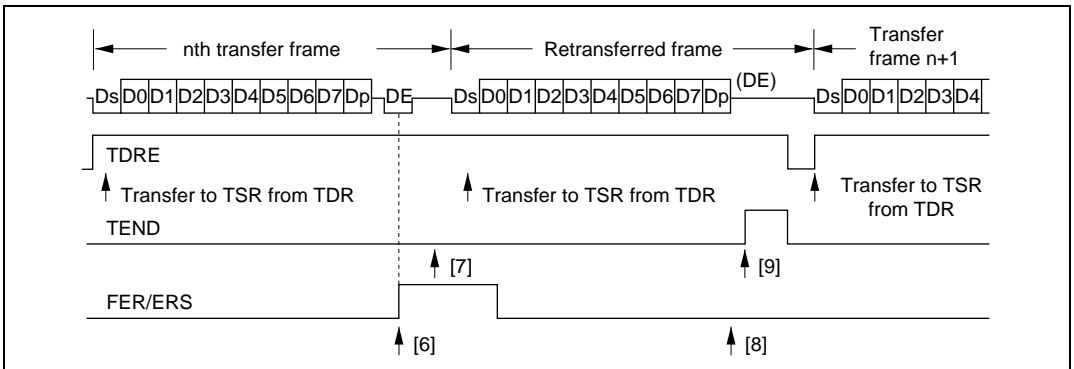 nth transfer frame
Retransferred frame
Transfer
frame n+1
Ds D0 D1 D2 D3 D4 D5 D6 D7 Dp DE
Ds D0 D1 D2 D3 D4 D5 D6 D7 Dp
(DE)
Ds D0 D1 D2 D3 D4
TDRE
Transfer to TSR from TDR
Transfer to TSR from TDR
Transfer to TSR
from TDR
TEND
[7]
[9]
FER/ERS
[6]
[8]